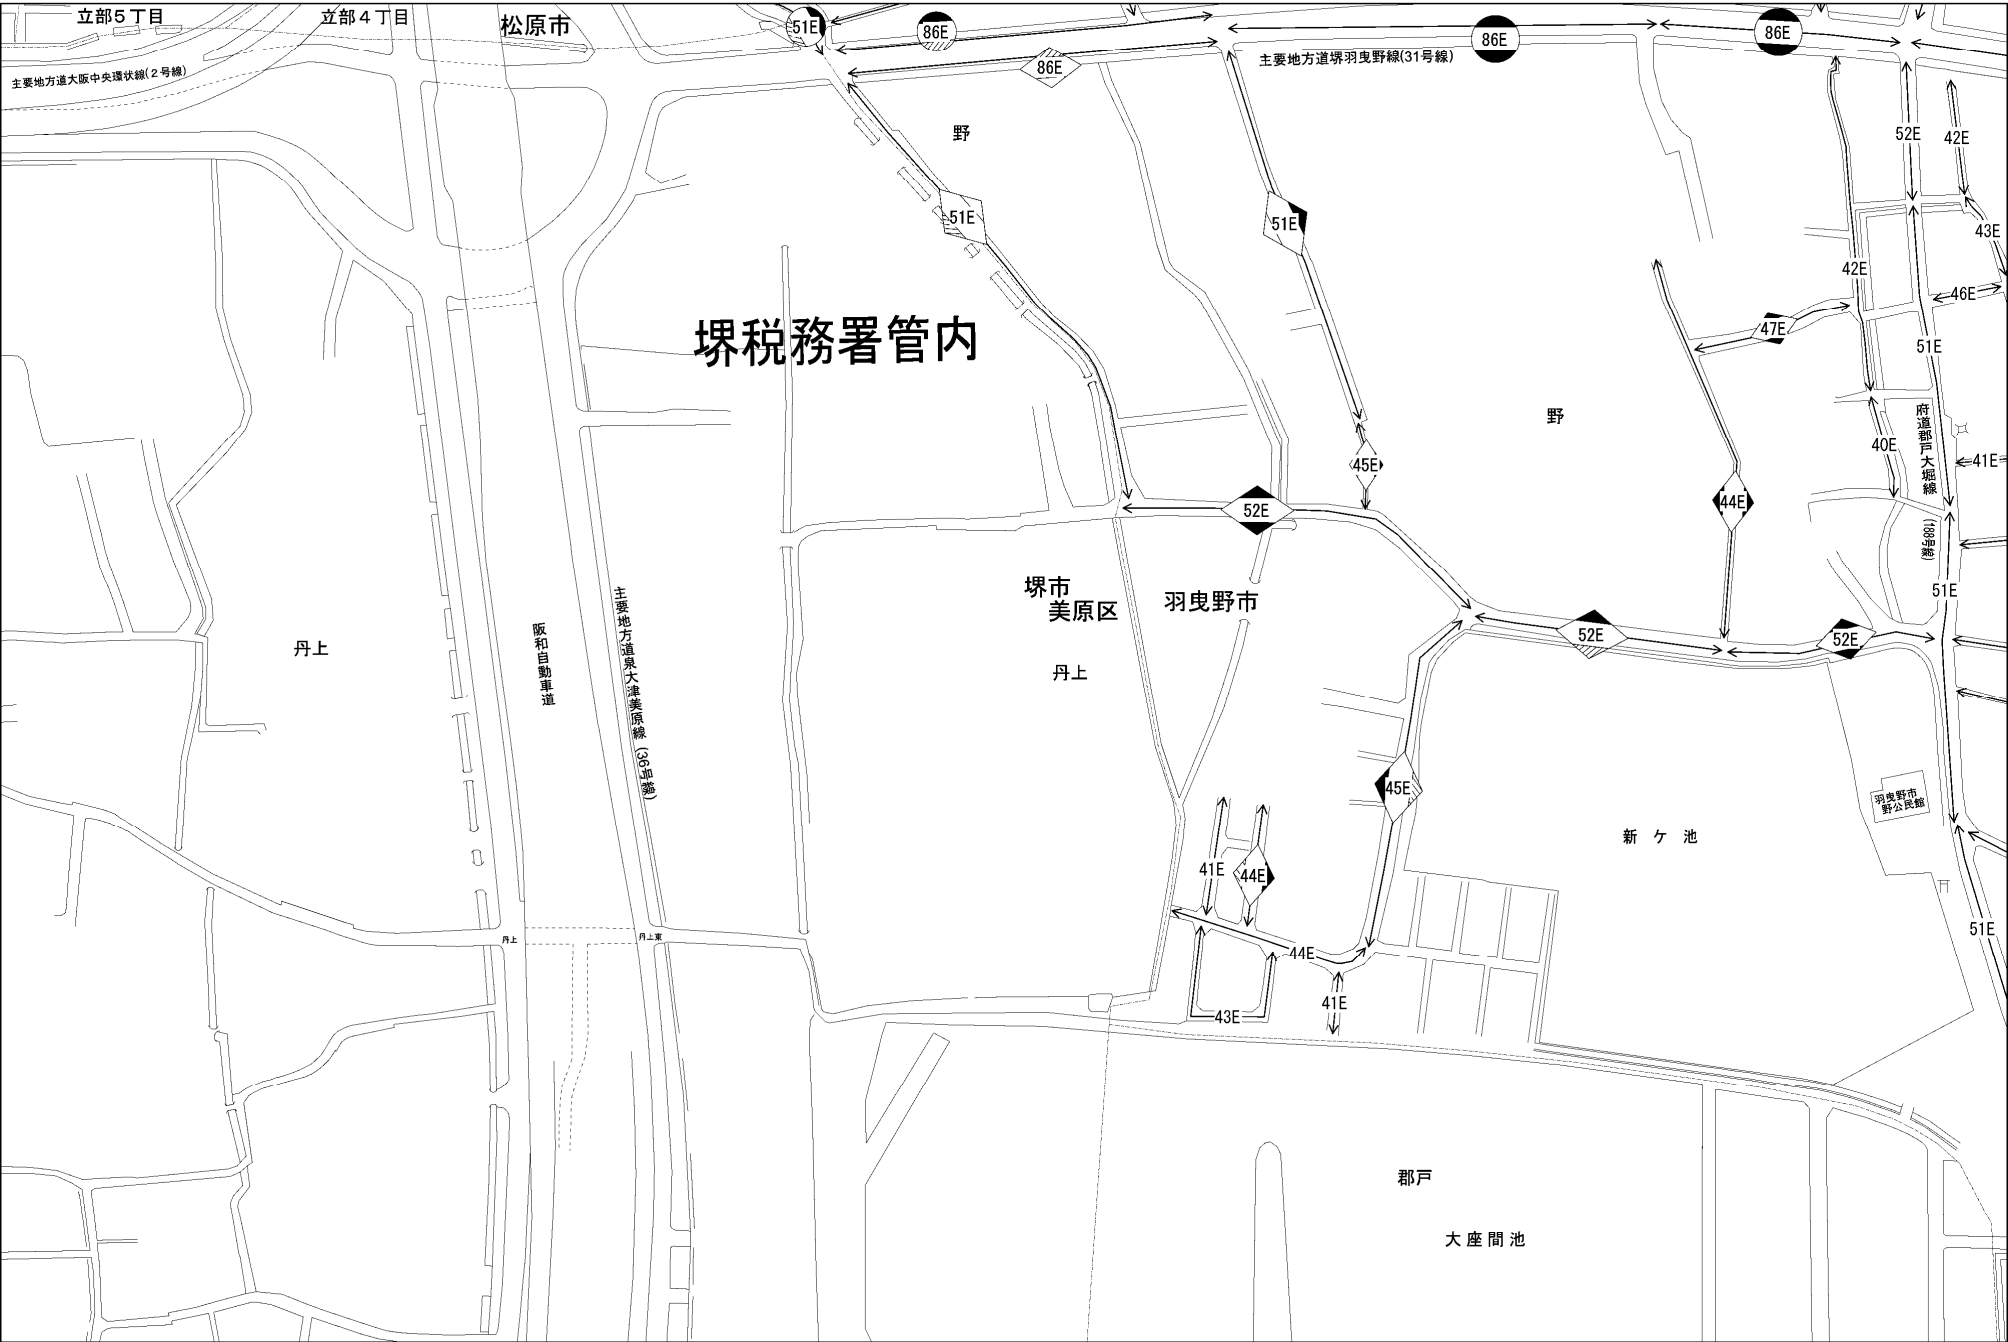 立部5丁目
立部4丁目
松原市
51E
86E
86E
86E
主要地方道大阪中央環状線(2号線)
86E
主要地方道堺羽曳野線(31号線)
野
52E
42E
51E
51E
43E
42E
46E
堺税務署管内
47E
51E
野
府道郡戸大堀線
(188号線)
40E
45E
41E
44E
52E
堺市
美原区
羽曳野市
51E
主要地方道泉大津美原線(36号線)
阪和自動車道
丹上
52E
52E
丹上
45E
羽曳野市
野公民館
新ケ池
41E
44E
51E
丹上
丹上東
44E
41E
43E
郡戸
大座間池